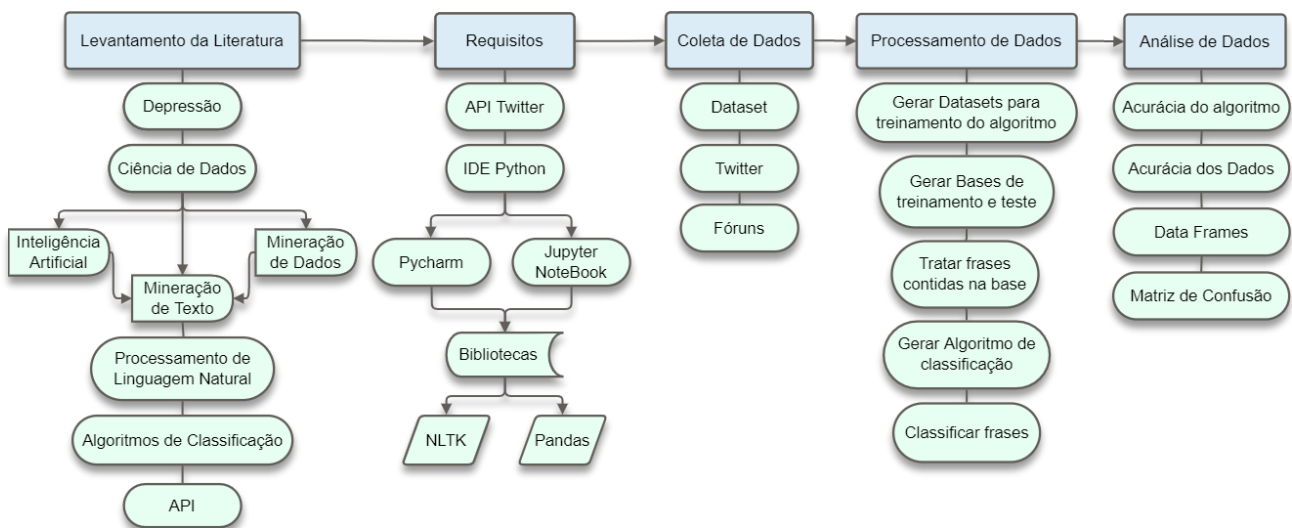 Levantamento da Literatura
Requisitos
Coleta de Dados
Processamento de Dados
Análise de Dados
Depressão
Ciência de Dados
Inteligência
Artificial
Mineração
de Dados
Mineração
de Texto
Processamento de
Linguagem Natural
Algoritmos de Classificação
API
API Twitter
IDE Python
Pycharm
Jupyter
NoteBook
Bibliotecas
NLTK
Pandas
Dataset
Twitter
Fóruns
Gerar Datasets para
treinamento do algoritmo
Gerar Bases de
treinamento e teste
Tratar frases
contidas na base
Gerar Algoritmo de
classificação
Classificar frases
Acurácia do algoritmo
Acurácia dos Dados
Data Frames
Matriz de Confusão